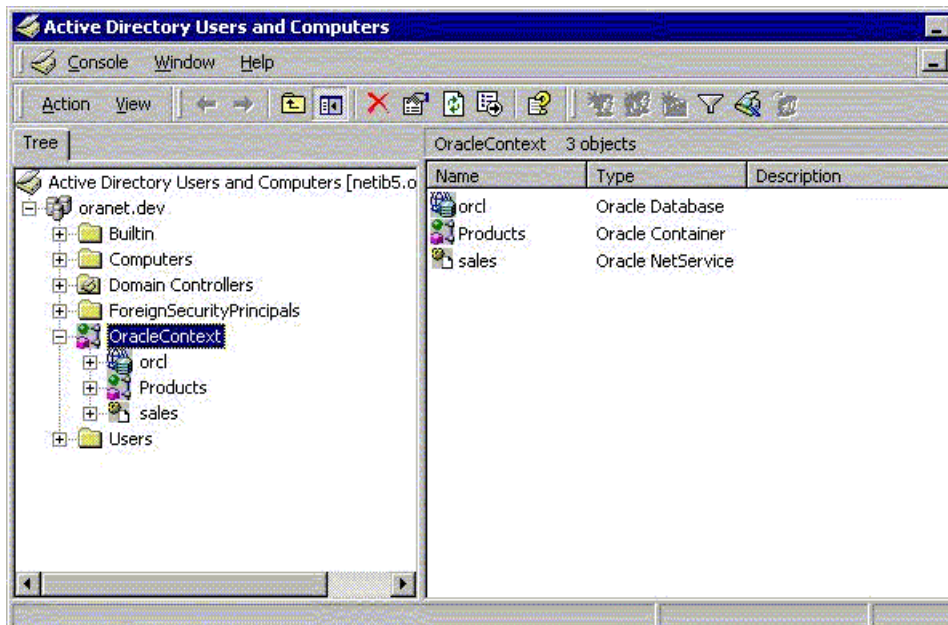 Active Directory Users and Computers
Console Window Help
Action View
Tree
OracleContext 3 objects
Active Directory Users and Computers [netib5.o
oranet.dev
Builtin
Computers
Domain Controllers
ForeignSecurityPrincipals
OracleContext
orcl
Products
sales
Users
Name Type Description
orcl Oracle Database
Products Oracle Container
sales Oracle NetService